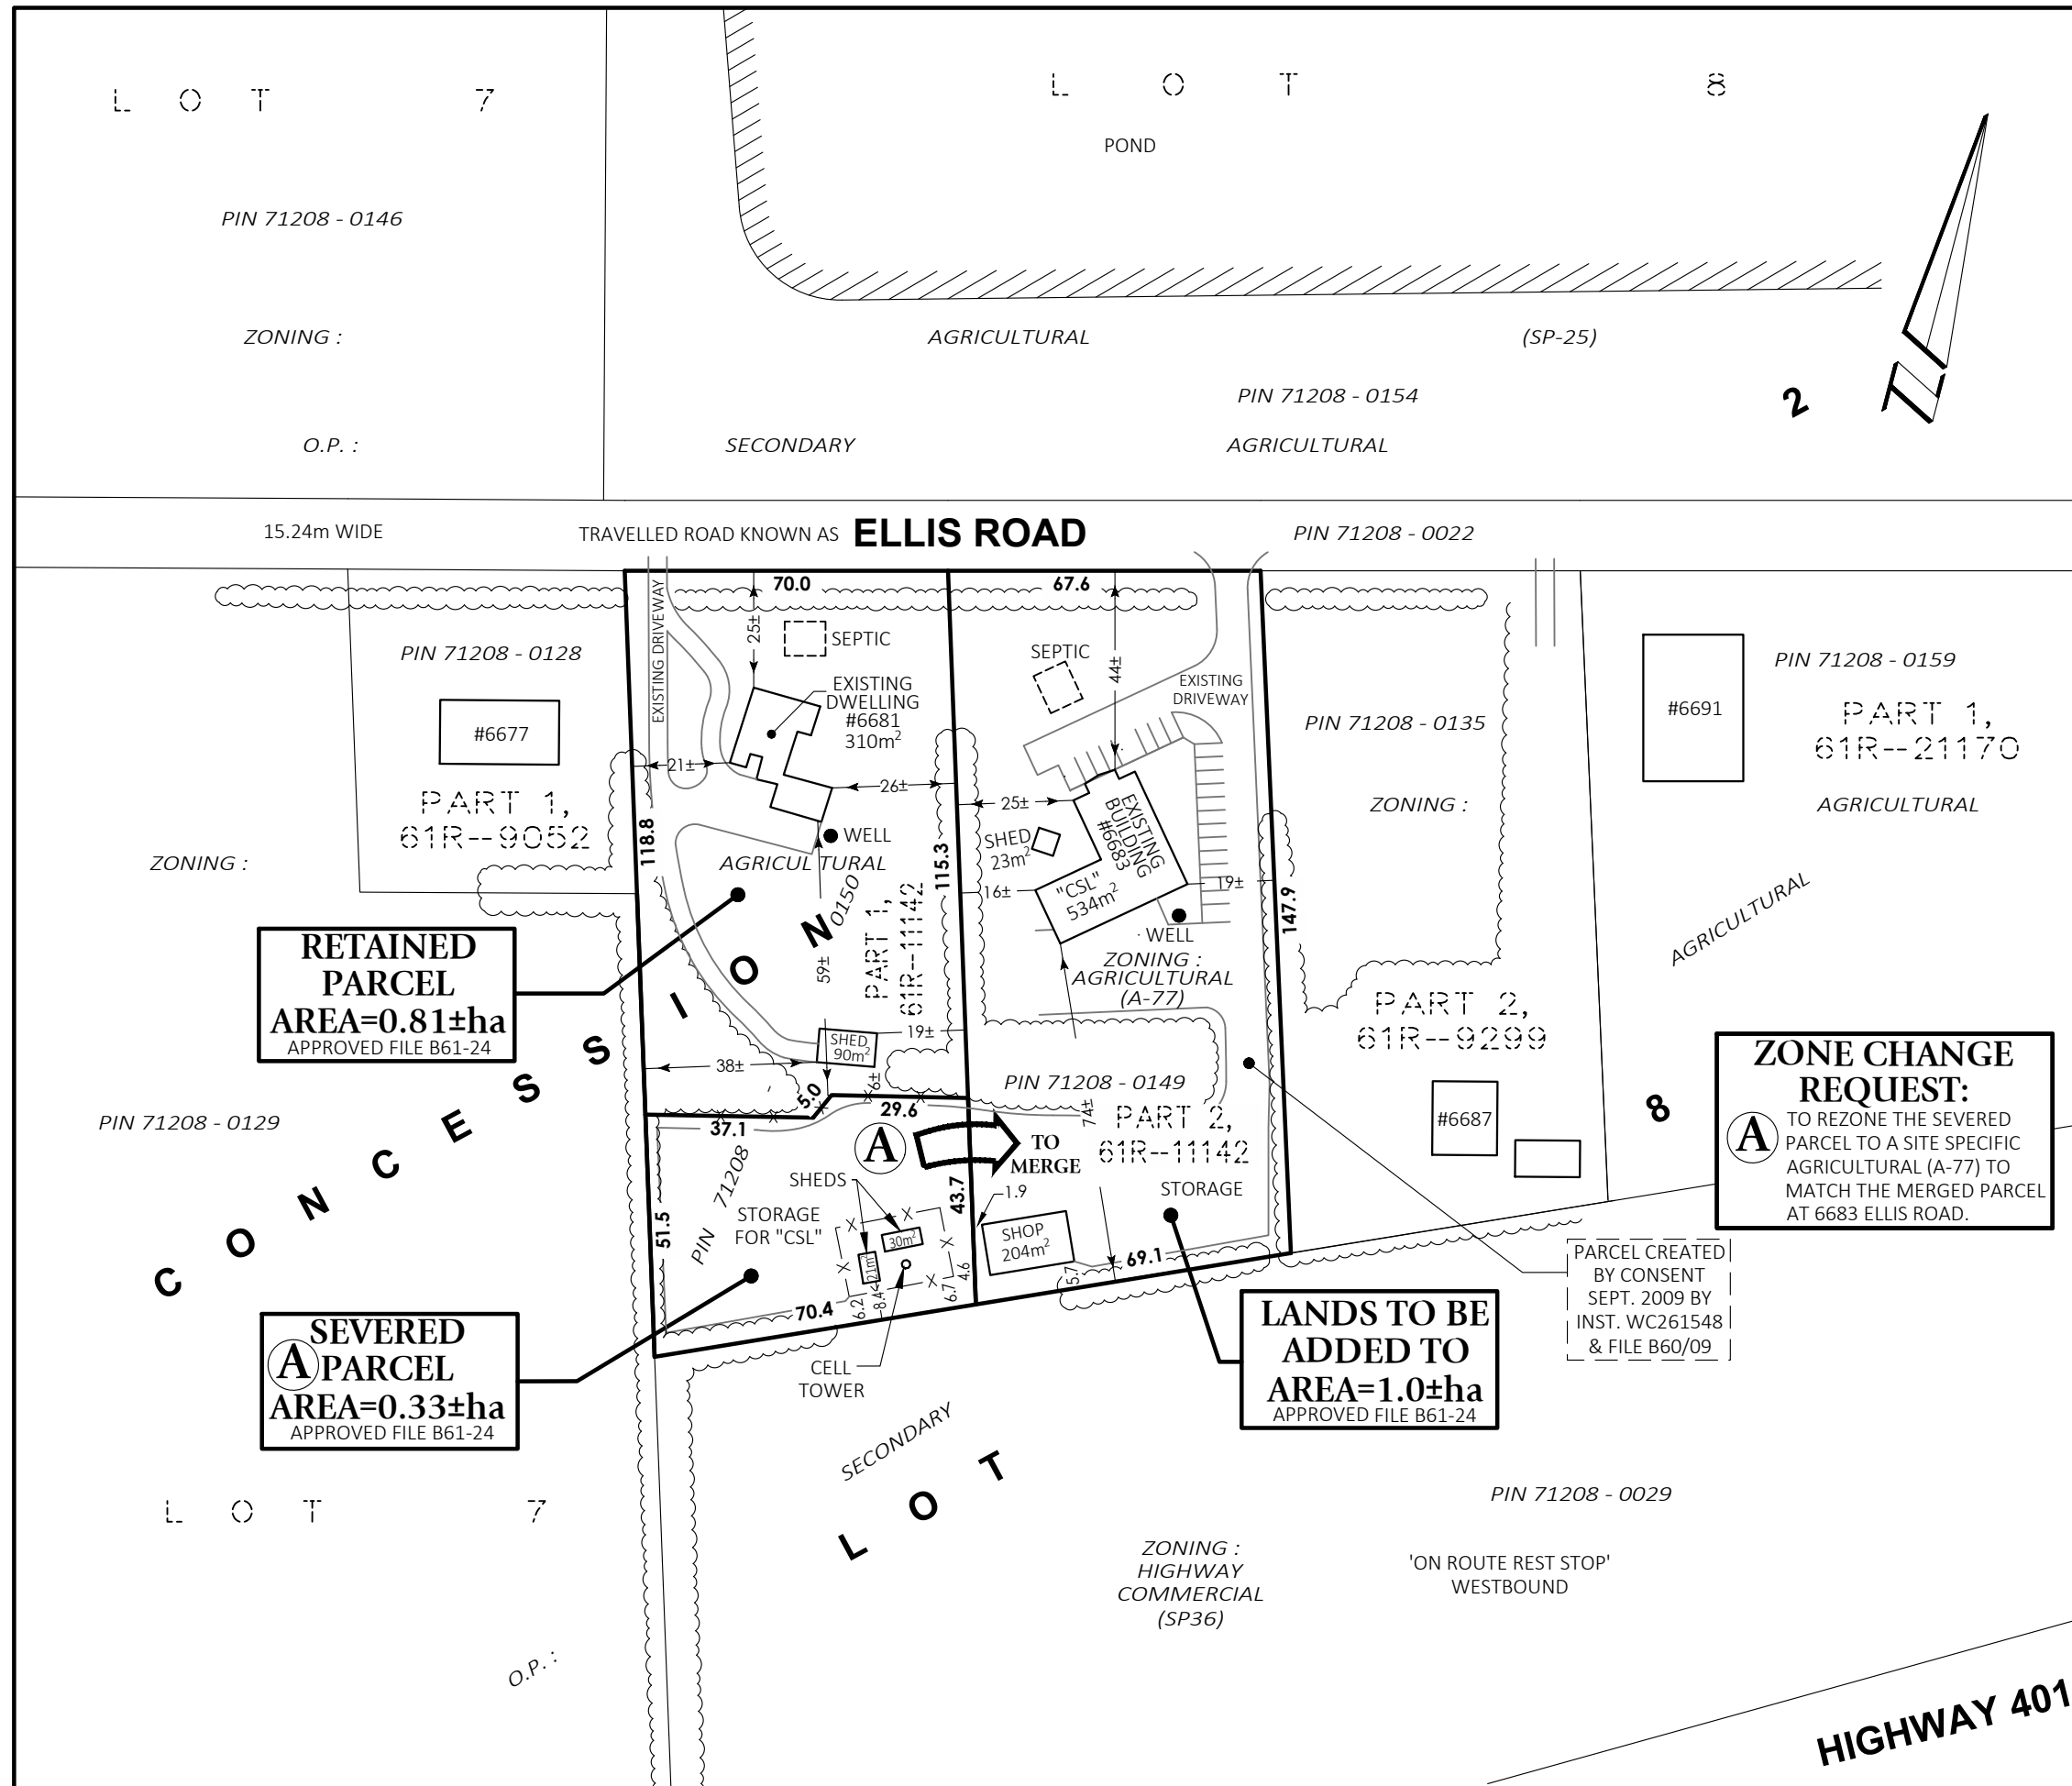 LOT 7
LOT 8
POND
PIN 71208 - 0146
ZONING :
AGRICULTURAL
(SP-25)
PIN 71208 - 0154
2
O.P. :
SECONDARY
AGRICULTURAL
15.24m WIDE
TRAVELLED ROAD KNOWN AS ELLIS ROAD
PIN 71208 - 0022
70.0
67.6
EXISTING DRIVEWAY
25±
SEPTIC
PIN 71208 - 0128
#6677
PART 1,
61R--9052
EXISTING
DWELLING
#6681
310m²
21±
26±
118.8
WELL
AGRICULTURAL
ZONING :
115.3
59±
PART 1,
61R--11142
SEPTIC
44±
EXISTING
DRIVEWAY
25±
SHED
23m²
EXISTING
BUILDING
#6683
"CSL"
534m²
16±
19±
WELL
147.9
ZONING :
AGRICULTURAL
(A-77)
PIN 71208 - 0135
ZONING :
#6691
PIN 71208 - 0159
PART 1,
61R--21170
AGRICULTURAL
AGRICULTURAL
RETAINED
PARCEL
AREA=0.81±ha
APPROVED FILE B61-24
SHED
90m²
19±
38±
6±
5.0
29.6
37.1
PIN 71208 - 0149
74±
PART 2,
61R--11142
PART 2,
61R--9299
#6687
8
ZONE CHANGE
REQUEST:
A
TO REZONE THE SEVERED
PARCEL TO A SITE SPECIFIC
AGRICULTURAL (A-77) TO
MATCH THE MERGED PARCEL
AT 6683 ELLIS ROAD.
PIN 71208 - 0129
CONCESSION
A
TO
MERGE
PIN 71208 0150
SHEDS
STORAGE
FOR "CSL"
30m²
21m²
51.5
43.7
1.9
SHOP
204m²
STORAGE
69.1
5.7
4.6
6.7
8.4
6.2
70.4
CELL
TOWER
PARCEL CREATED
BY CONSENT
SEPT. 2009 BY
INST. WC261548
& FILE B60/09
A
SEVERED
PARCEL
AREA=0.33±ha
APPROVED FILE B61-24
LANDS TO BE
ADDED TO
AREA=1.0±ha
APPROVED FILE B61-24
SECONDARY
LOT
LOT 7
PIN 71208 - 0029
ZONING :
HIGHWAY
COMMERCIAL
(SP36)
'ON ROUTE REST STOP'
WESTBOUND
O.P. :
HIGHWAY 401